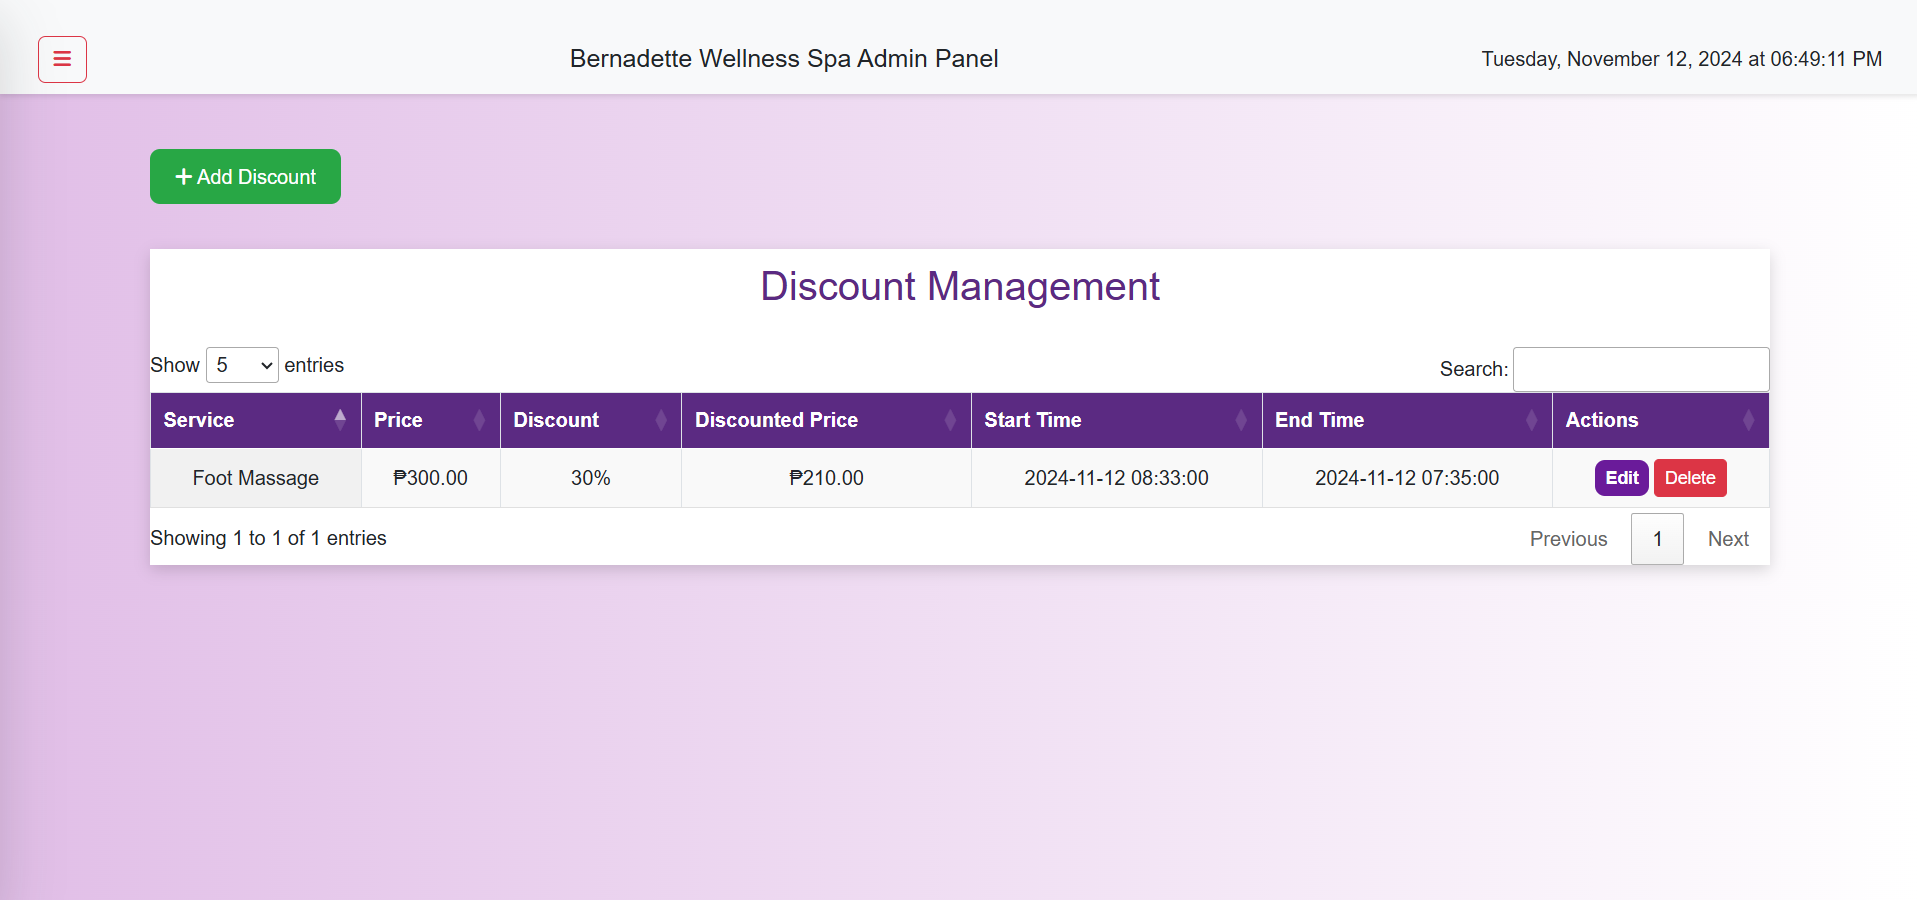 Bernadette Wellness Spa Admin Panel
Tuesday, November 12, 2024 at 06:49:11 PM
+ Add Discount
Discount Management
Show 5 entries
Search:
Service Price Discount Discounted Price Start Time End Time Actions
Foot Massage ₱300.00 30% ₱210.00 2024-11-12 08:33:00 2024-11-12 07:35:00 Edit Delete
Showing 1 to 1 of 1 entries
Previous 1 Next